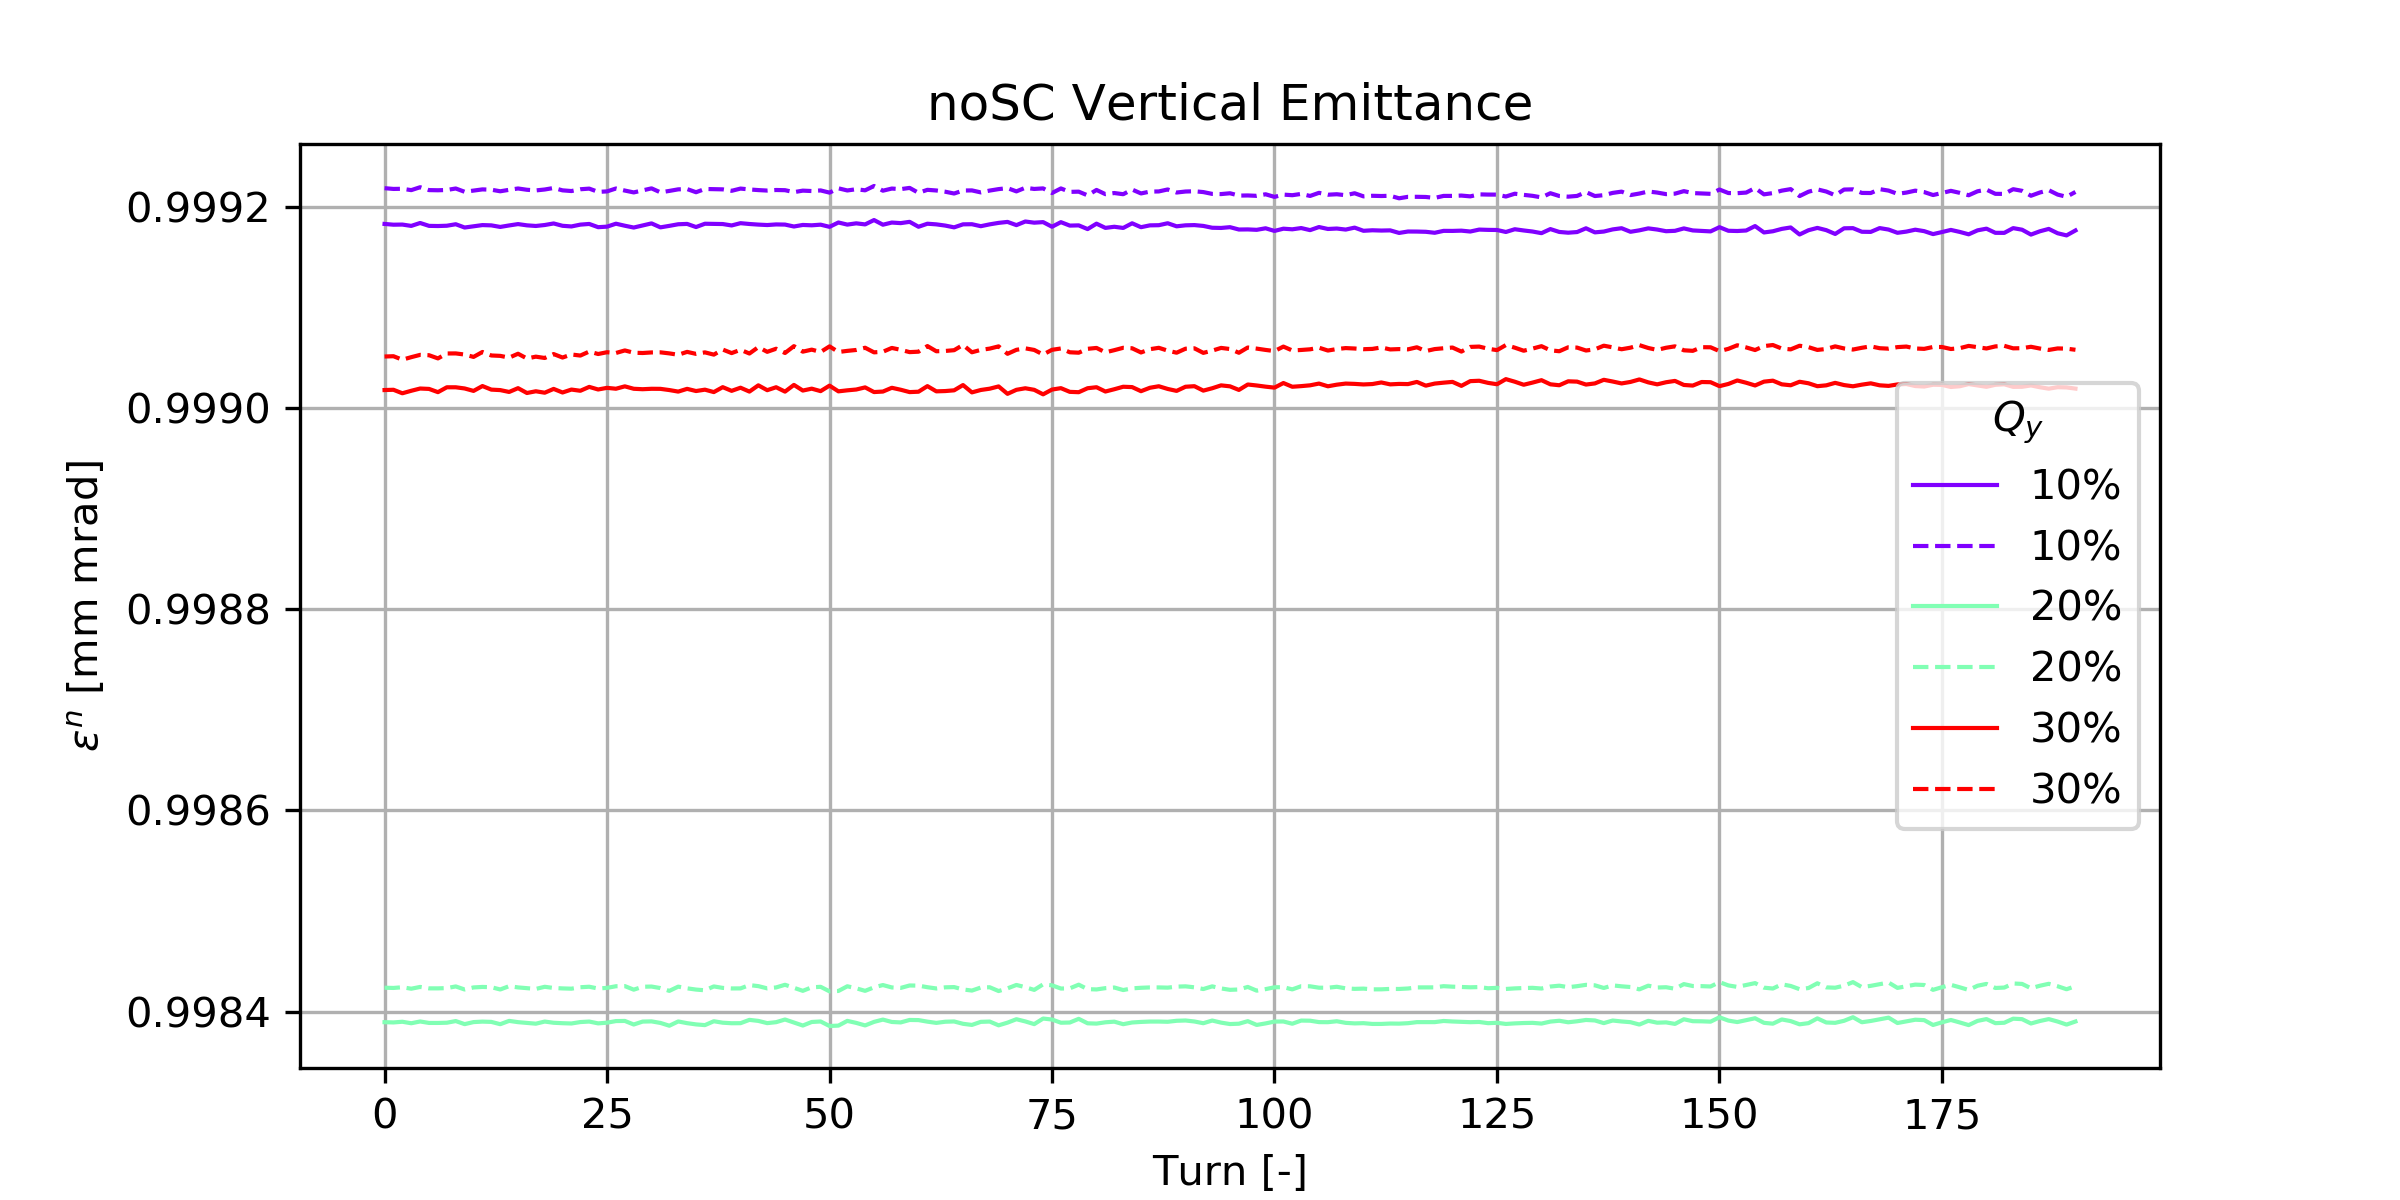 noSC Vertical Emittance
0.9992
0.9990
0.9988
0.9986
0.9984
εⁿ [mm mrad]
Q_y
10%
10%
20%
20%
30%
30%
0 25 50 75 100 125 150 175
Turn [-]